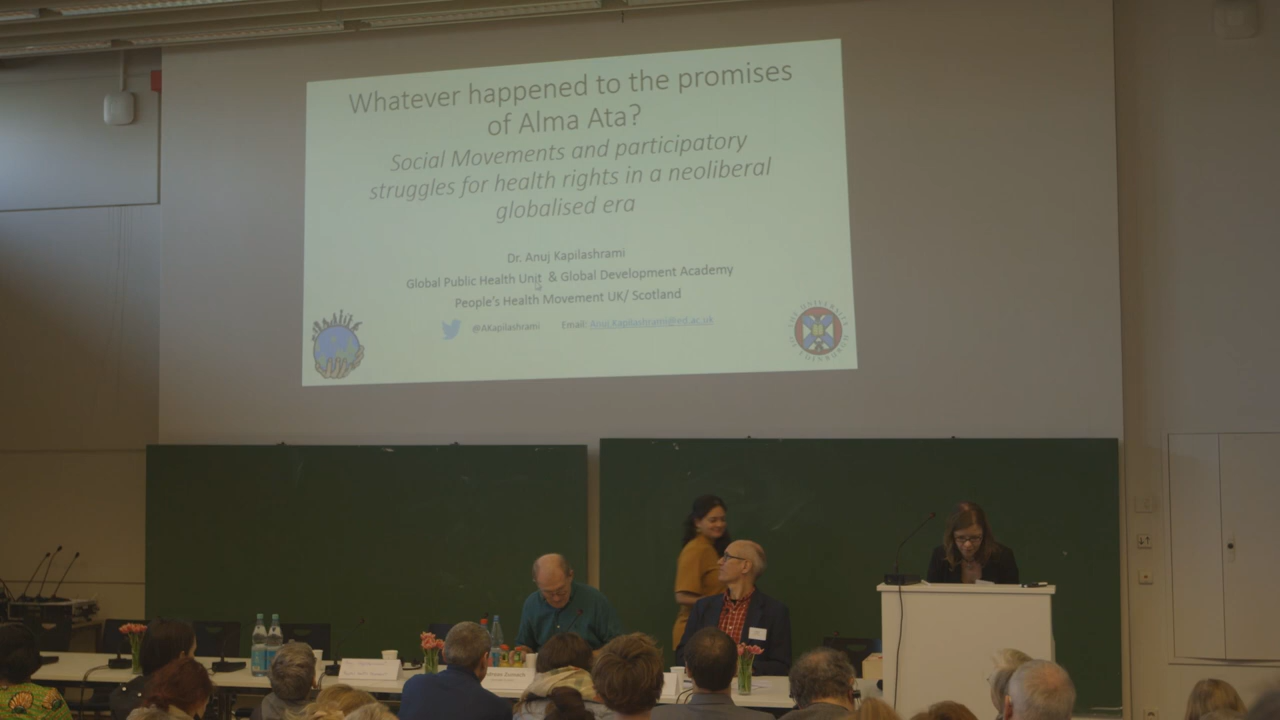 Whatever happened to the promises
of Alma Ata?
Social Movements and participatory
struggles for health rights in a neoliberal
globalised era
Dr. Anuj Kapilashrami
Global Public Health Unit & Global Development Academy
People's Health Movement UK/ Scotland
@AKapilashrami Email: Anuj.Kapilashrami@ed.ac.uk